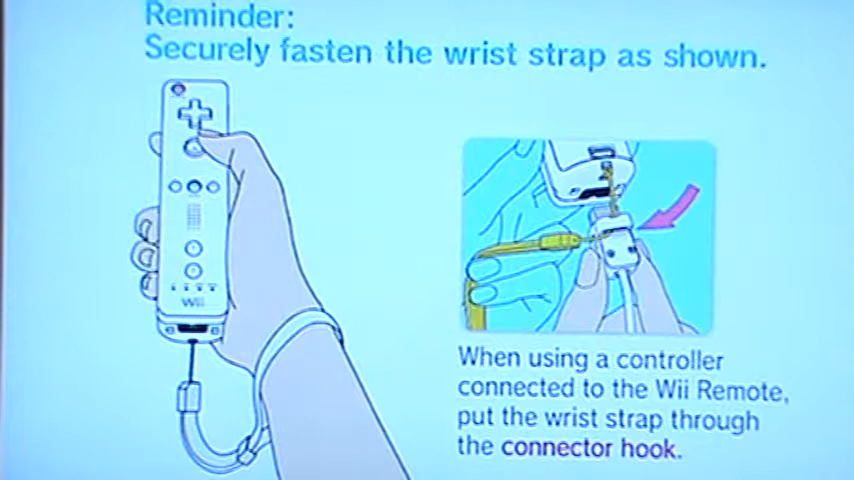 Reminder:
Securely fasten the wrist strap as shown.
Wii
When using a controller
connected to the Wii Remote,
put the wrist strap through
the connector hook.